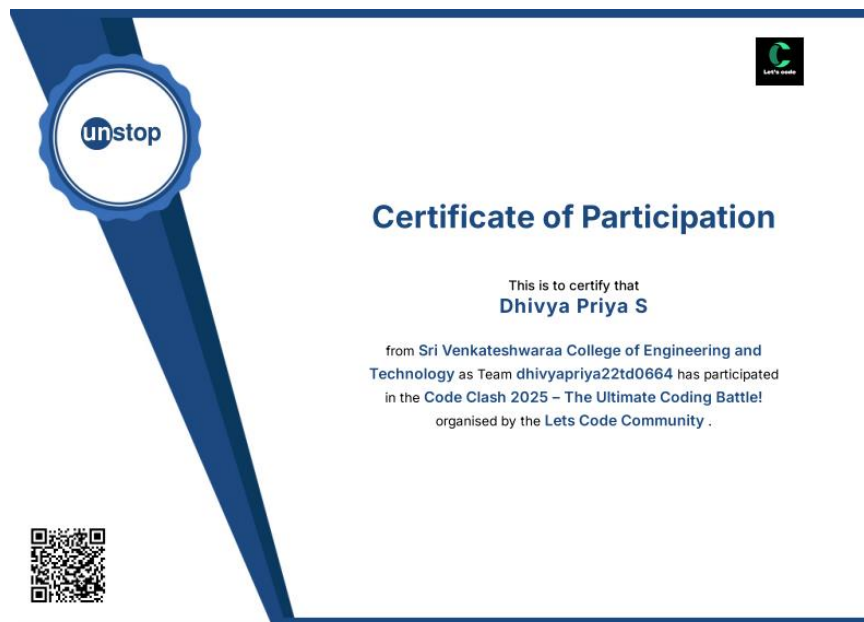 Let's code
unstop
Certificate of Participation
This is to certify that
Dhivya Priya S
from Sri Venkateshwaraa College of Engineering and
Technology as Team dhivyapriya22td0664 has participated
in the Code Clash 2025 – The Ultimate Coding Battle!
organised by the Lets Code Community .